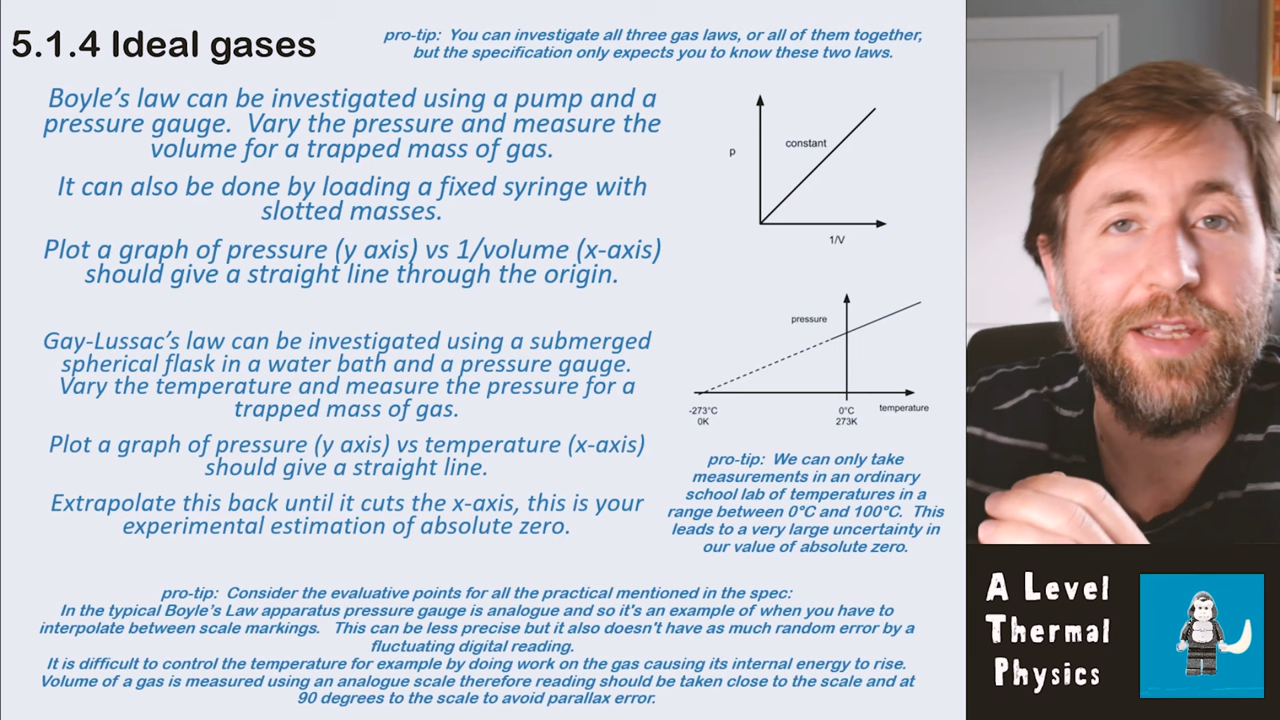 5.1.4 Ideal gases
pro-tip: You can investigate all three gas laws, or all of them together,
but the specification only expects you to know these two laws.
Boyle's law can be investigated using a pump and a
pressure gauge. Vary the pressure and measure the
volume for a trapped mass of gas.
It can also be done by loading a fixed syringe with
slotted masses.
Plot a graph of pressure (y axis) vs 1/volume (x-axis)
should give a straight line through the origin.
p
constant
1/V
Gay-Lussac's law can be investigated using a submerged
spherical flask in a water bath and a pressure gauge.
Vary the temperature and measure the pressure for a
trapped mass of gas.
Plot a graph of pressure (y axis) vs temperature (x-axis)
should give a straight line.
Extrapolate this back until it cuts the x-axis, this is your
experimental estimation of absolute zero.
pressure
-273°C
0K
0°C
273K
temperature
pro-tip: We can only take
measurements in an ordinary
school lab of temperatures in a
range between 0°C and 100°C. This
leads to a very large uncertainty in
our value of absolute zero.
pro-tip: Consider the evaluative points for all the practical mentioned in the spec:
In the typical Boyle's Law apparatus pressure gauge is analogue and so it's an example of when you have to
interpolate between scale markings. This can be less precise but it also doesn't have as much random error by a
fluctuating digital reading.
It is difficult to control the temperature for example by doing work on the gas causing its internal energy to rise.
Volume of a gas is measured using an analogue scale therefore reading should be taken close to the scale and at
90 degrees to the scale to avoid parallax error.
A Level
Thermal
Physics